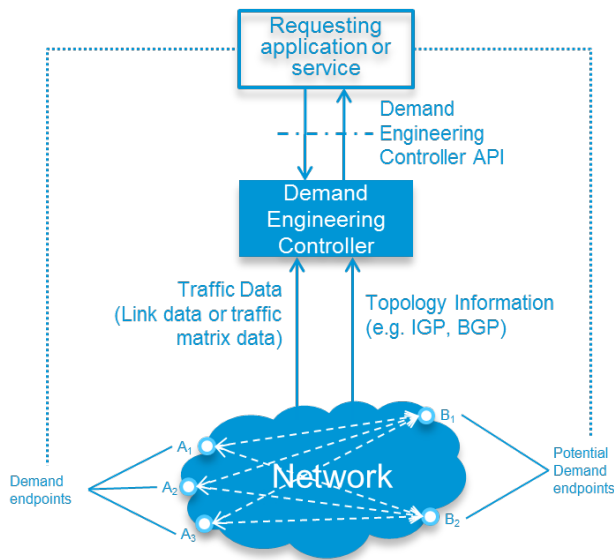 Requesting
application or
service
Demand
Engineering
Controller API
Demand
Engineering
Controller
Traffic Data
(Link data or traffic
matrix data)
Topology Information
(e.g. IGP, BGP)
A1
A2
A3
B1
B2
Network
Demand
endpoints
Potential
Demand
endpoints